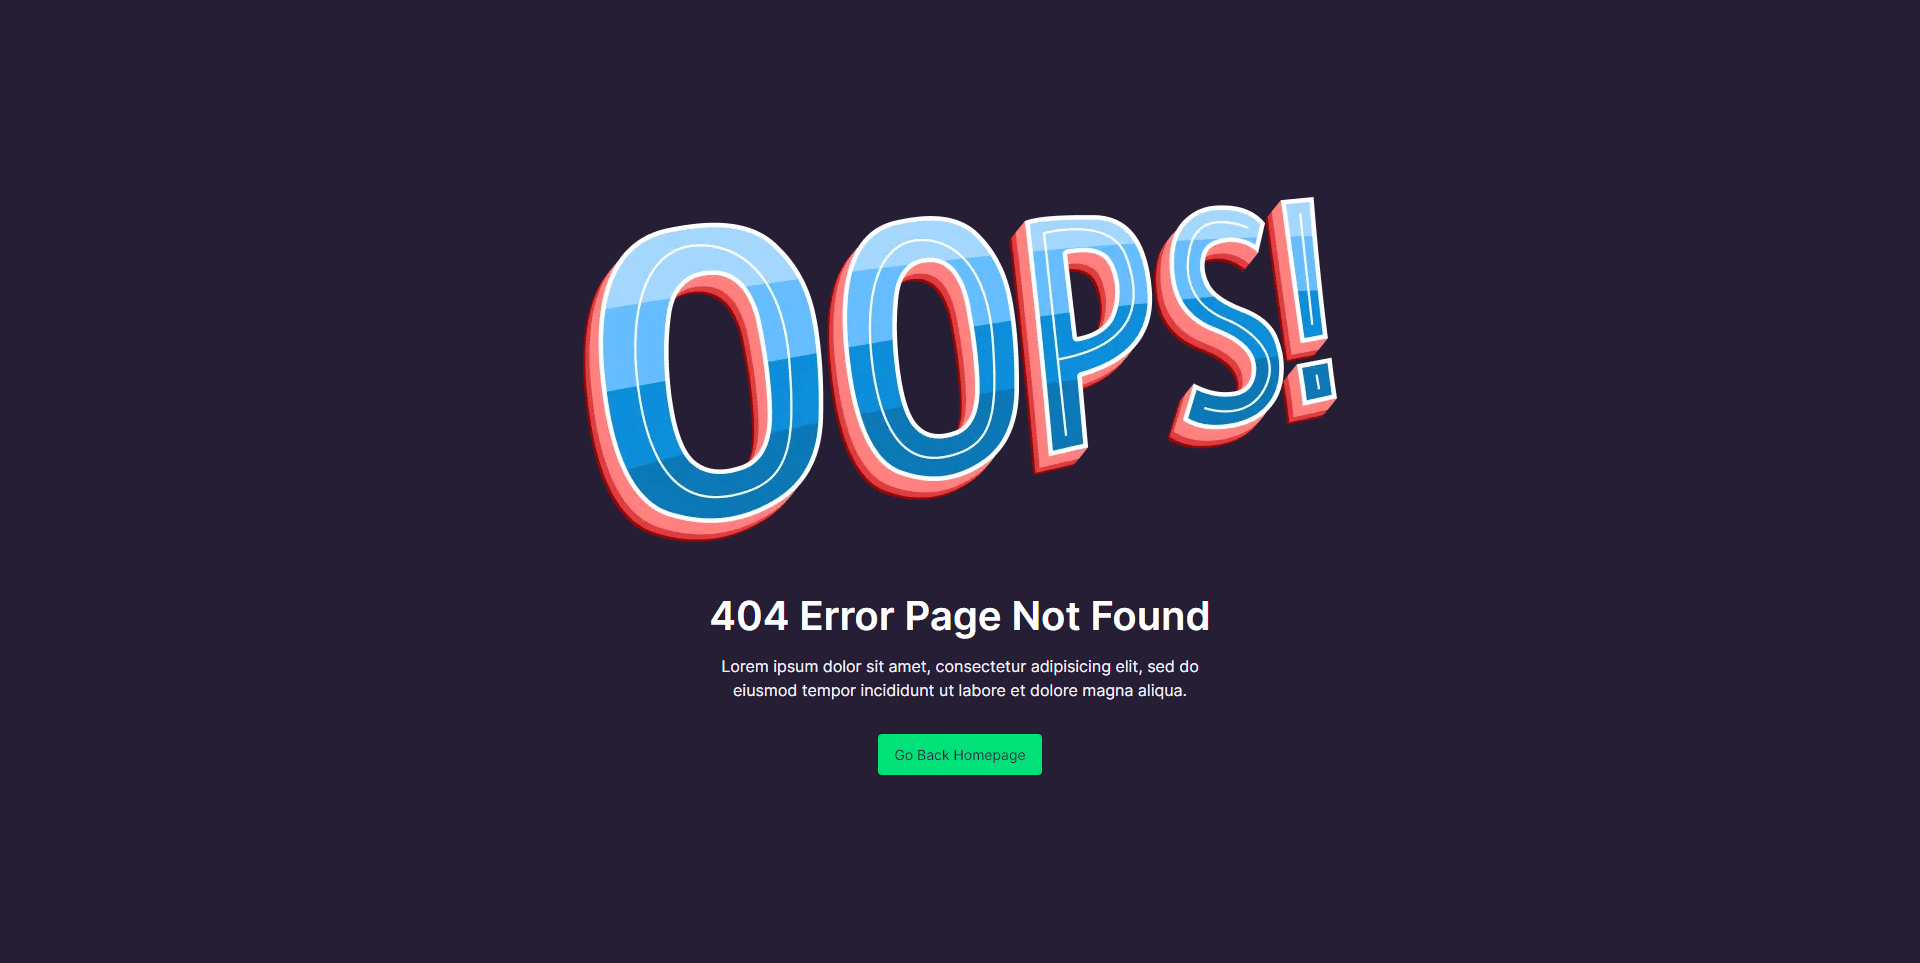 OOPS!
404 Error Page Not Found
Lorem ipsum dolor sit amet, consectetur adipisicing elit, sed do
eiusmod tempor incididunt ut labore et dolore magna aliqua.
Go Back Homepage